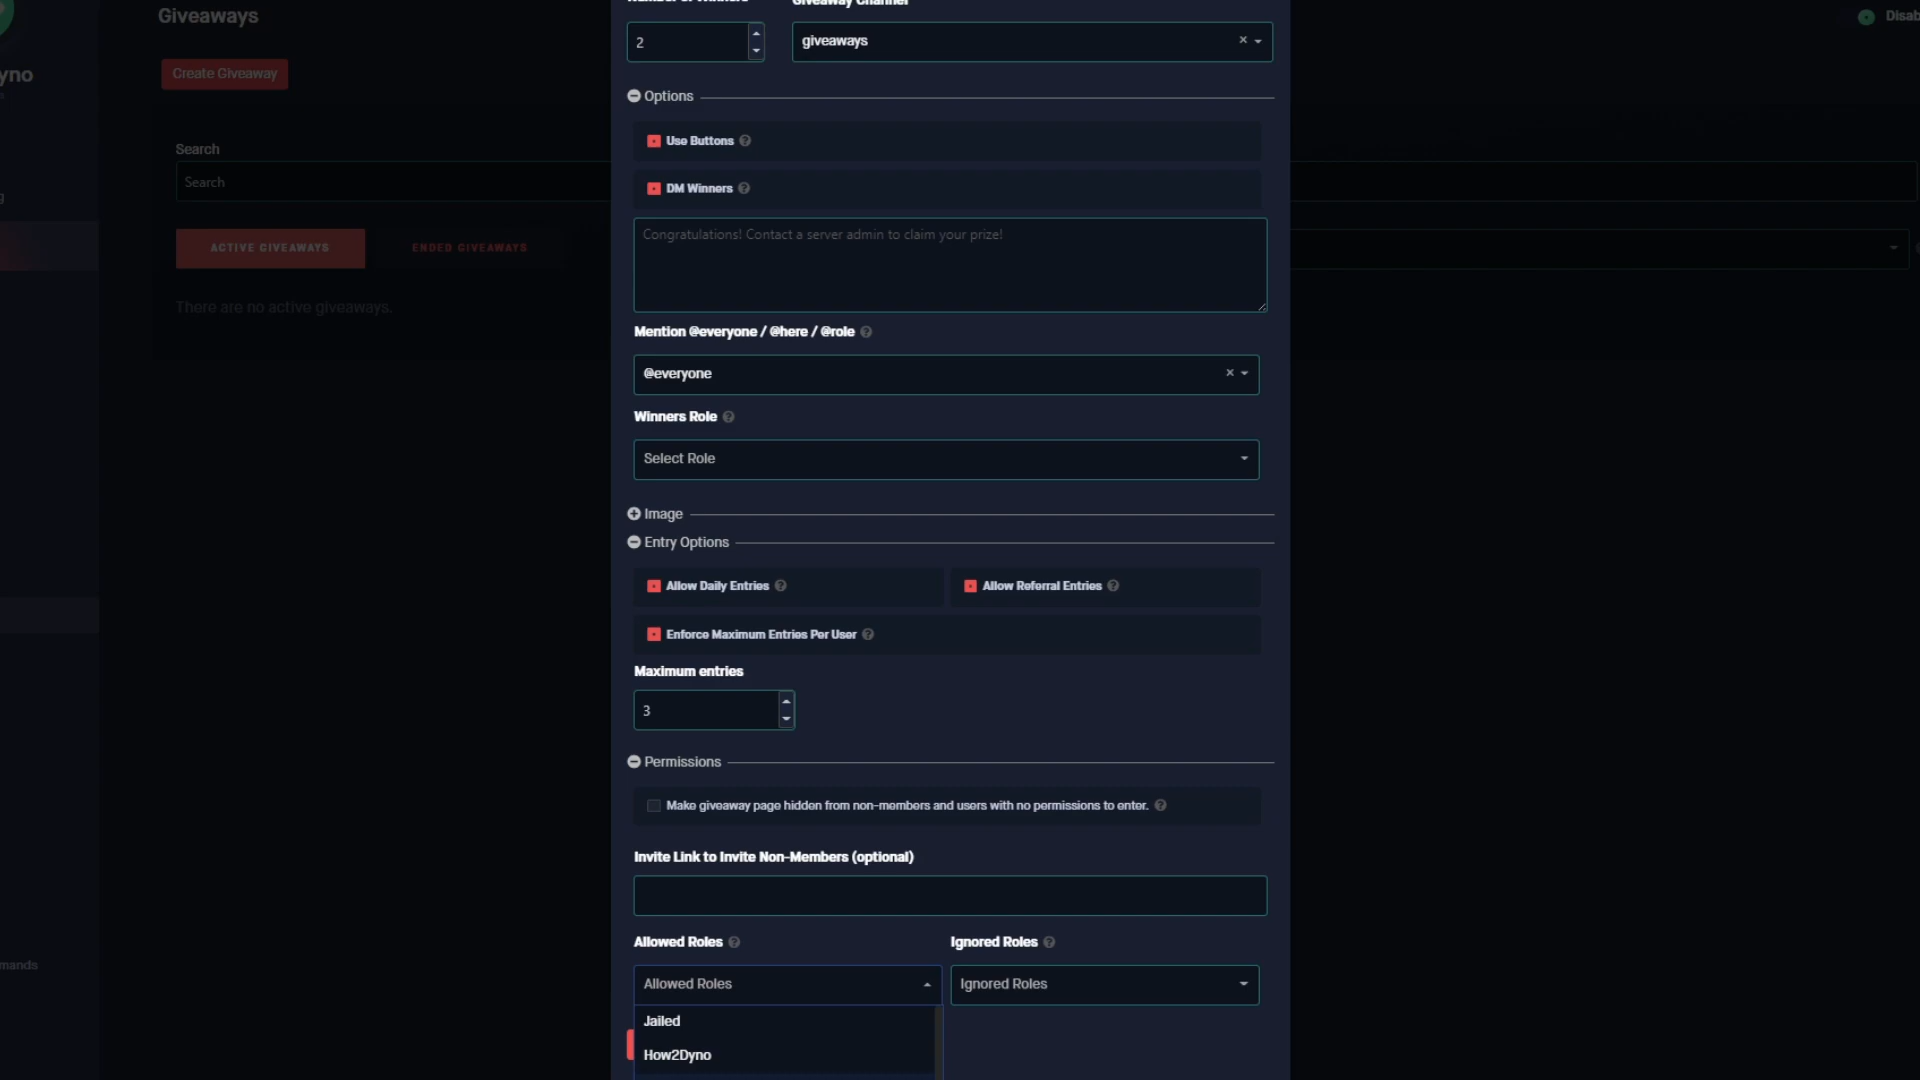 Giveaways
Disab
Giveaway Channel
2
giveaways
yno
Create Giveaway
Options
Use Buttons
Search
Search
DM Winners
Congratulations! Contact a server admin to claim your prize!
ACTIVE GIVEAWAYS
ENDED GIVEAWAYS
There are no active giveaways.
Mention @everyone / @here / @role
@everyone
Winners Role
Select Role
Image
Entry Options
Allow Daily Entries
Allow Referral Entries
Enforce Maximum Entries Per User
Maximum entries
3
Permissions
Make giveaway page hidden from non-members and users with no permissions to enter.
Invite Link to Invite Non-Members (optional)
Allowed Roles
Ignored Roles
mands
Allowed Roles
Ignored Roles
Jailed
How2Dyno